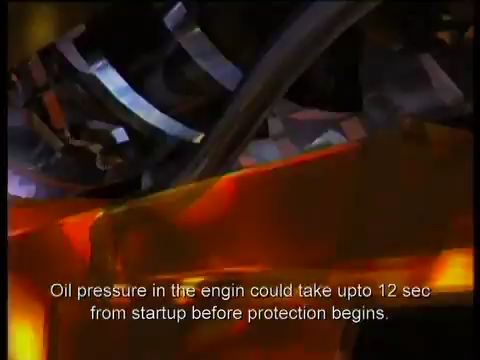 Oil pressure in the engin could take upto 12 sec
from startup before protection begins.